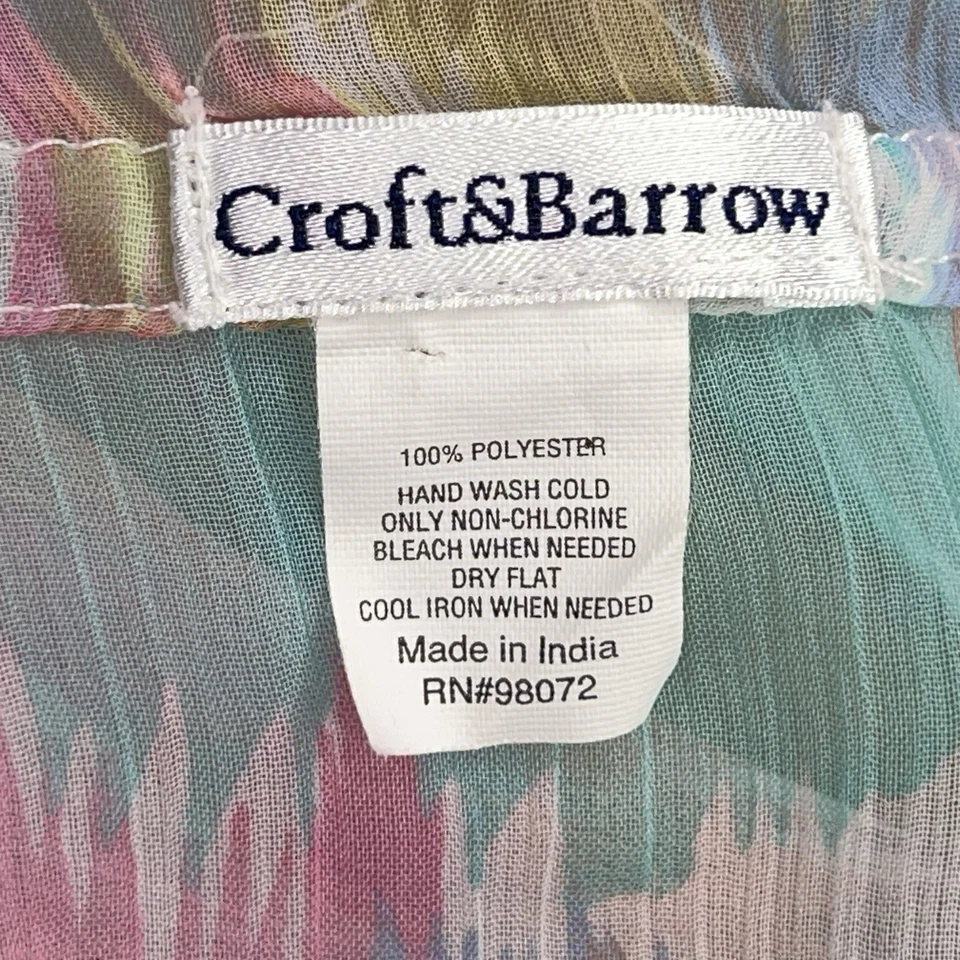 Croft&Barrow
100% POLYESTER
HAND WASH COLD
ONLY NON-CHLORINE
BLEACH WHEN NEEDED
DRY FLAT
COOL IRON WHEN NEEDED
Made in India
RN#98072